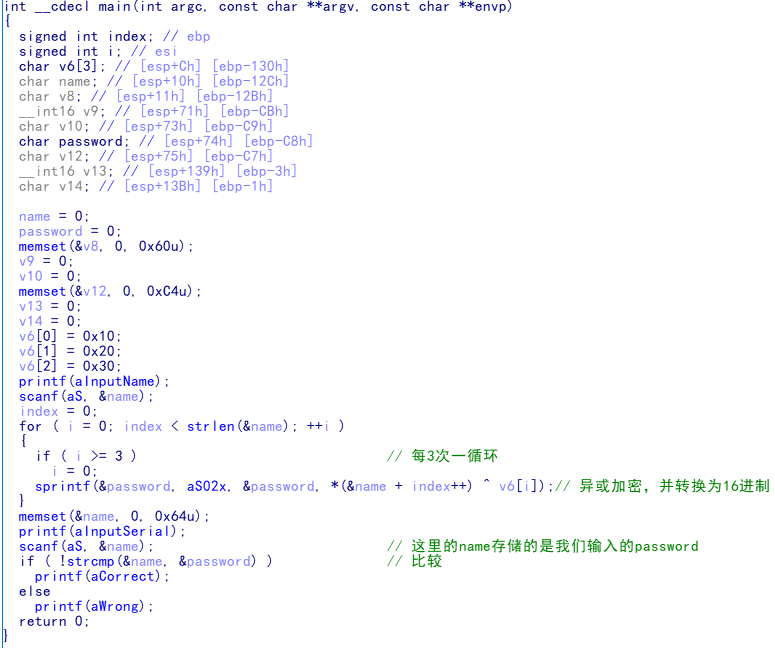 int __cdecl main(int argc, const char **argv, const char **envp)
{
  signed int index; // ebp
  signed int i; // esi
  char v6[3]; // [esp+Ch] [ebp-130h]
  char name; // [esp+10h] [ebp-12Ch]
  char v8; // [esp+11h] [ebp-12Bh]
  __int16 v9; // [esp+71h] [ebp-CBh]
  char v10; // [esp+73h] [ebp-C9h]
  char password; // [esp+74h] [ebp-C8h]
  char v12; // [esp+75h] [ebp-C7h]
  __int16 v13; // [esp+139h] [ebp-3h]
  char v14; // [esp+13Bh] [ebp-1h]

  name = 0;
  password = 0;
  memset(&v8, 0, 0x60u);
  v9 = 0;
  v10 = 0;
  memset(&v12, 0, 0xC4u);
  v13 = 0;
  v14 = 0;
  v6[0] = 0x10;
  v6[1] = 0x20;
  v6[2] = 0x30;
  printf(aInputName);
  scanf(aS, &name);
  index = 0;
  for ( i = 0; index < strlen(&name); ++i )
  {
    if ( i >= 3 ) // 每3次一循环
      i = 0;
    sprintf(&password, aS02x, &password, *(&name + index++) ^ v6[i]);// 异或加密，并转换为16进制
  }
  memset(&name, 0, 0x64u);
  printf(aInputSerial);
  scanf(aS, &name); // 这里的name存储的是我们输入的password
  if ( !strcmp(&name, &password) ) // 比较
    printf(aCorrect);
  else
    printf(aWrong);
  return 0;
}